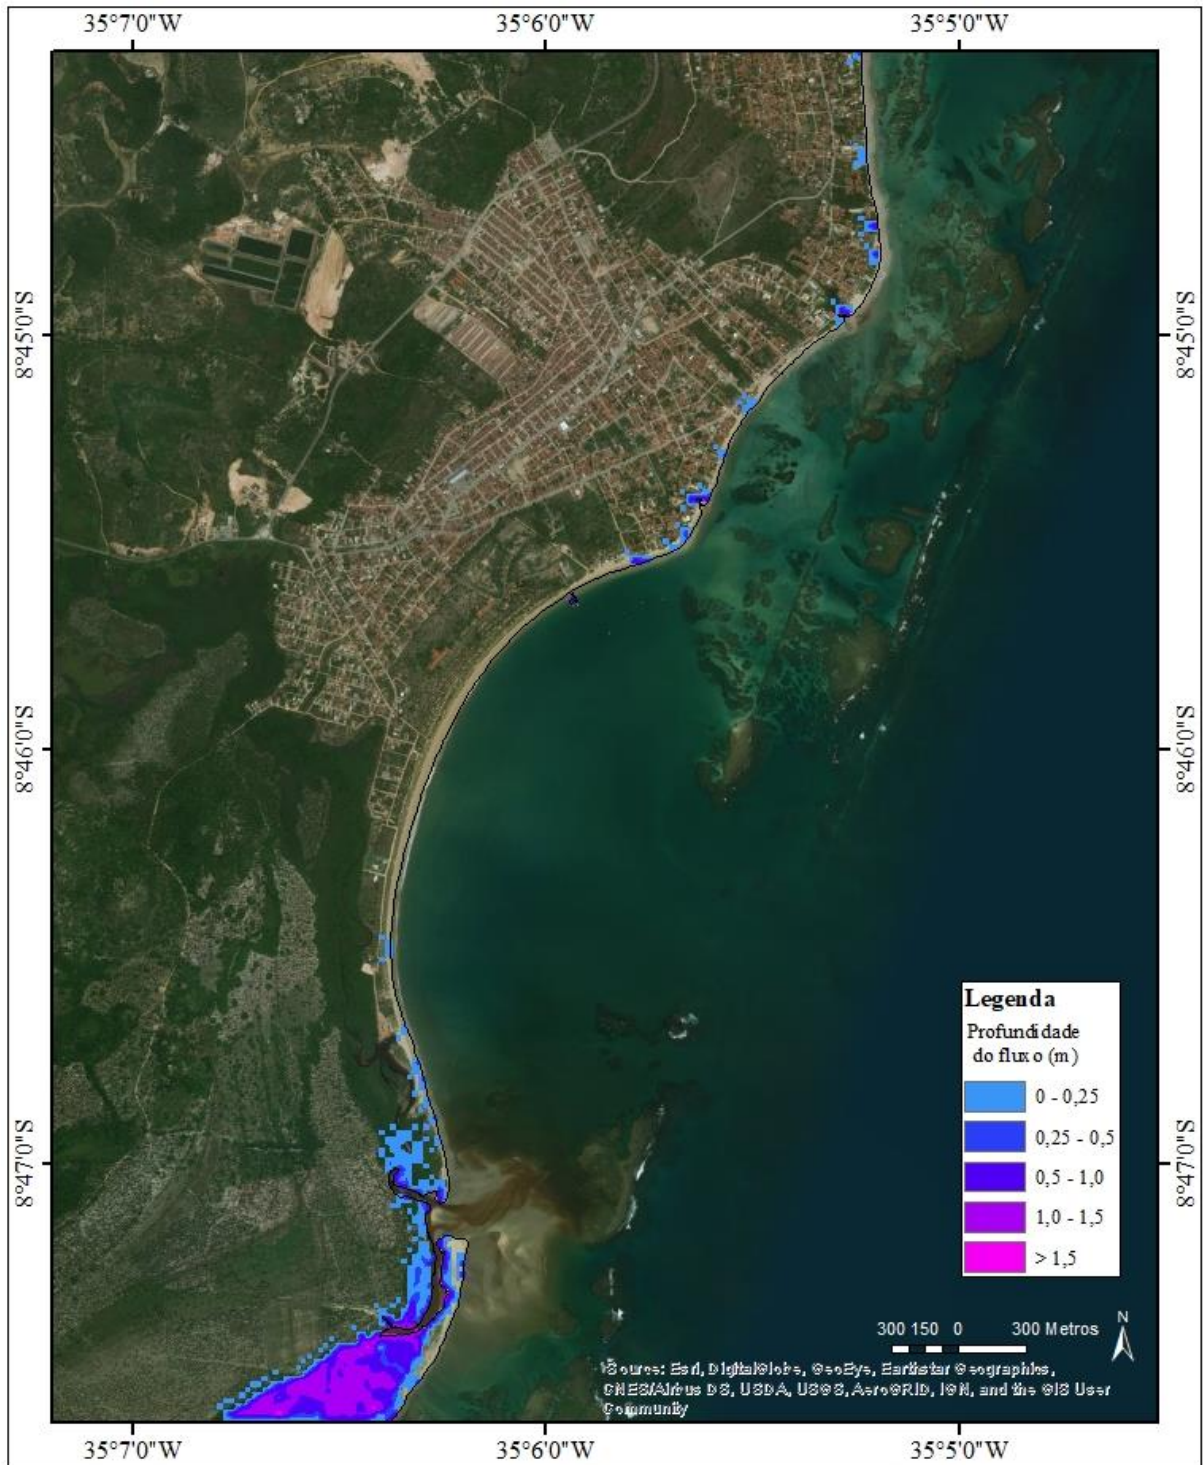 35°7'0"W 35°6'0"W 35°5'0"W
8°45'0"S 8°45'0"S
8°46'0"S 8°46'0"S
8°47'0"S 8°47'0"S
Legenda
Profundidade
do fluxo (m)
0 - 0,25
0,25 - 0,5
0,5 - 1,0
1,0 - 1,5
> 1,5
N
300 150 0 300 Metros
Source: Esri, DigitalGlobe, GeoEye, Earthstar Geographics,
CNES/Airbus DS, USDA, USGS, AeroGRID, IGN, and the GIS User
Community
35°7'0"W 35°6'0"W 35°5'0"W